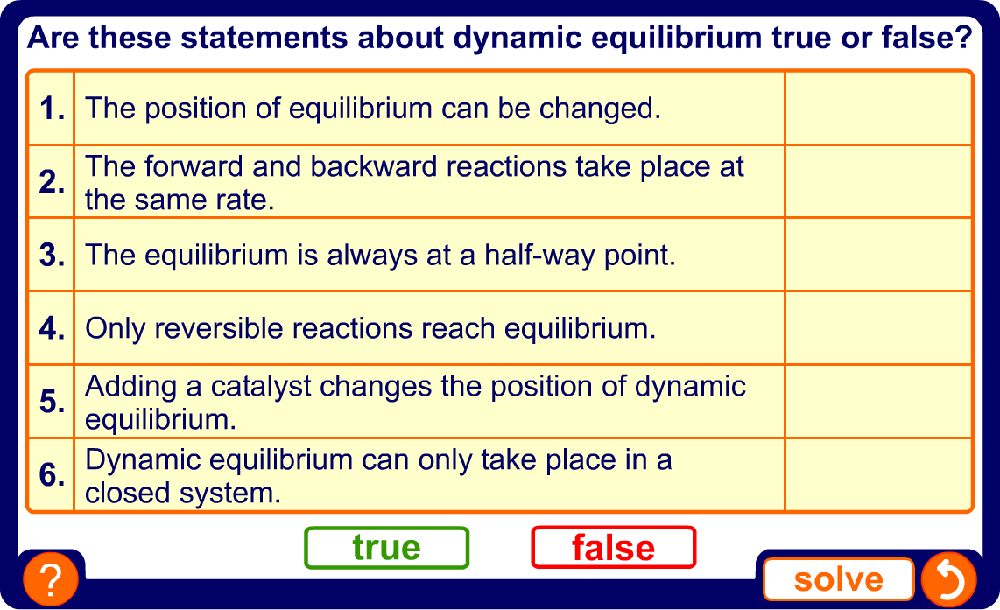 Are these statements about dynamic equilibrium true or false?
1. The position of equilibrium can be changed.
2. The forward and backward reactions take place at
the same rate.
3. The equilibrium is always at a half-way point.
4. Only reversible reactions reach equilibrium.
5. Adding a catalyst changes the position of dynamic
equilibrium.
6. Dynamic equilibrium can only take place in a
closed system.
true false
? solve